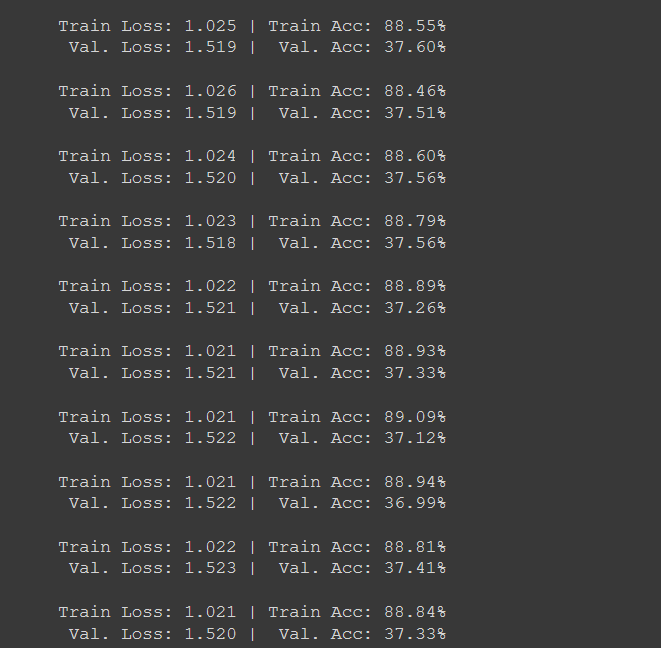 Train Loss: 1.025 | Train Acc: 88.55%
Val. Loss: 1.519 | Val. Acc: 37.60%
Train Loss: 1.026 | Train Acc: 88.46%
Val. Loss: 1.519 | Val. Acc: 37.51%
Train Loss: 1.024 | Train Acc: 88.60%
Val. Loss: 1.520 | Val. Acc: 37.56%
Train Loss: 1.023 | Train Acc: 88.79%
Val. Loss: 1.518 | Val. Acc: 37.56%
Train Loss: 1.022 | Train Acc: 88.89%
Val. Loss: 1.521 | Val. Acc: 37.26%
Train Loss: 1.021 | Train Acc: 88.93%
Val. Loss: 1.521 | Val. Acc: 37.33%
Train Loss: 1.021 | Train Acc: 89.09%
Val. Loss: 1.522 | Val. Acc: 37.12%
Train Loss: 1.021 | Train Acc: 88.94%
Val. Loss: 1.522 | Val. Acc: 36.99%
Train Loss: 1.022 | Train Acc: 88.81%
Val. Loss: 1.523 | Val. Acc: 37.41%
Train Loss: 1.021 | Train Acc: 88.84%
Val. Loss: 1.520 | Val. Acc: 37.33%